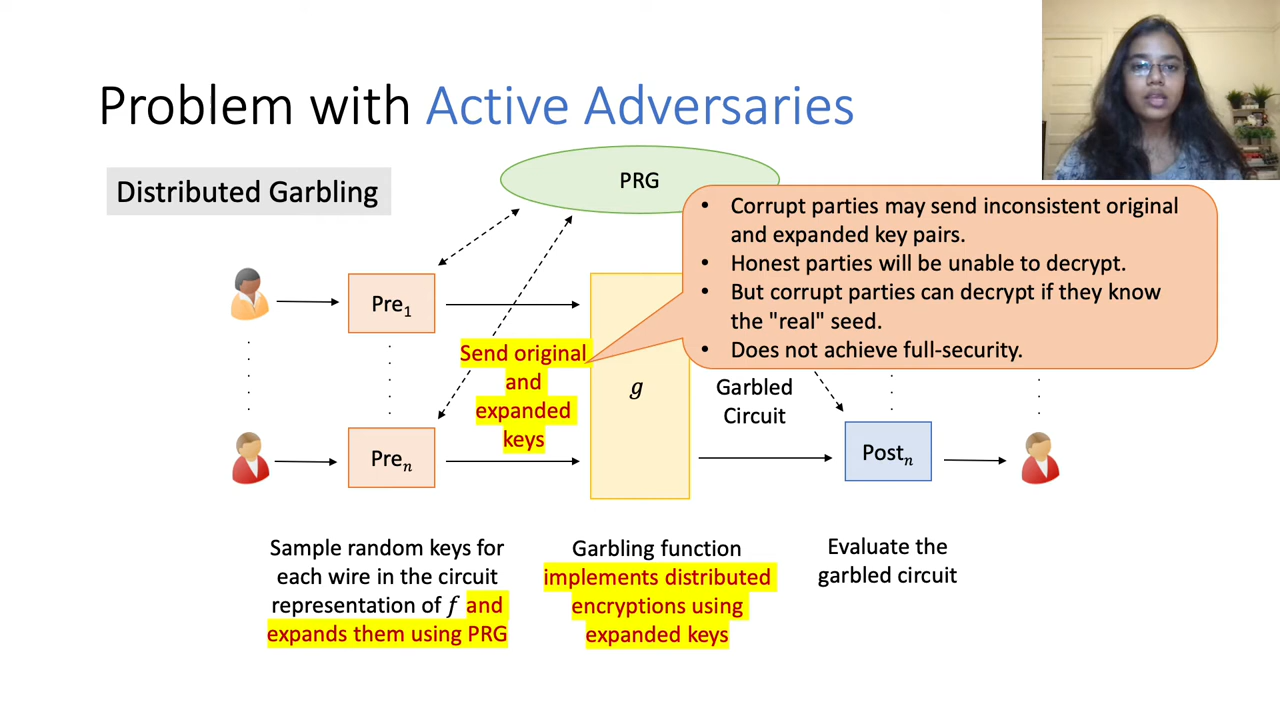 Problem with Active Adversaries
Distributed Garbling
PRG
• Corrupt parties may send inconsistent original
and expanded key pairs.
• Honest parties will be unable to decrypt.
• But corrupt parties can decrypt if they know
the "real" seed.
• Does not achieve full-security.
Pre₁
Send original
and
expanded
keys
g
Garbled
Circuit
Preₙ
Postₙ
Sample random keys for
each wire in the circuit
representation of f and
expands them using PRG
Garbling function
implements distributed
encryptions using
expanded keys
Evaluate the
garbled circuit